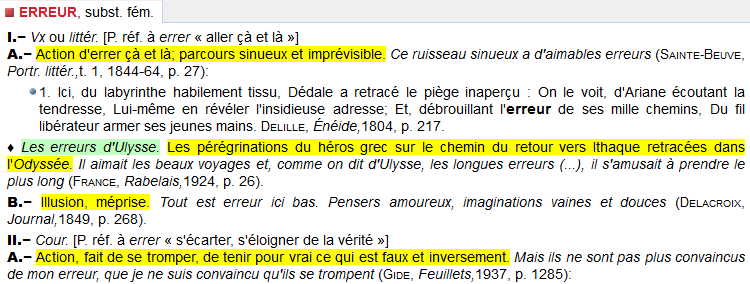 ERREUR, subst. fém.
I.− Vx ou littér. [P. réf. à errer « aller çà et là »]
A.− Action d'errer çà et là; parcours sinueux et imprévisible. Ce ruisseau sinueux a d'aimables erreurs (SAINTE-BEUVE,
Portr. littér.,t. 1, 1844-64, p. 27):
1. Ici, du labyrinthe habilement tissu, Dédale a retracé le piège inaperçu : On le voit, d'Ariane écoutant la
tendresse, Lui-même en révéler l'insidieuse adresse; Et, débrouillant l'erreur de ses mille chemins, Du fil
libérateur armer ses jeunes mains. DELILLE, Énéide,1804, p. 217.
♦ Les erreurs d'Ulysse. Les pérégrinations du héros grec sur le chemin du retour vers Ithaque retracées dans
l'Odyssée. Il aimait les beaux voyages et, comme on dit d'Ulysse, les longues erreurs (...), il s'amusait à prendre le
plus long (FRANCE, Rabelais,1924, p. 26).
B.− Illusion, méprise. Tout est erreur ici bas. Pensers amoureux, imaginations vaines et douces (DELACROIX,
Journal,1849, p. 268).
II.− Cour. [P. réf. à errer « s'écarter, s'éloigner de la vérité »]
A.− Action, fait de se tromper, de tenir pour vrai ce qui est faux et inversement. Mais ils ne sont pas plus convaincus
de mon erreur, que je ne suis convaincu qu'ils se trompent (GIDE, Feuillets,1937, p. 1285):